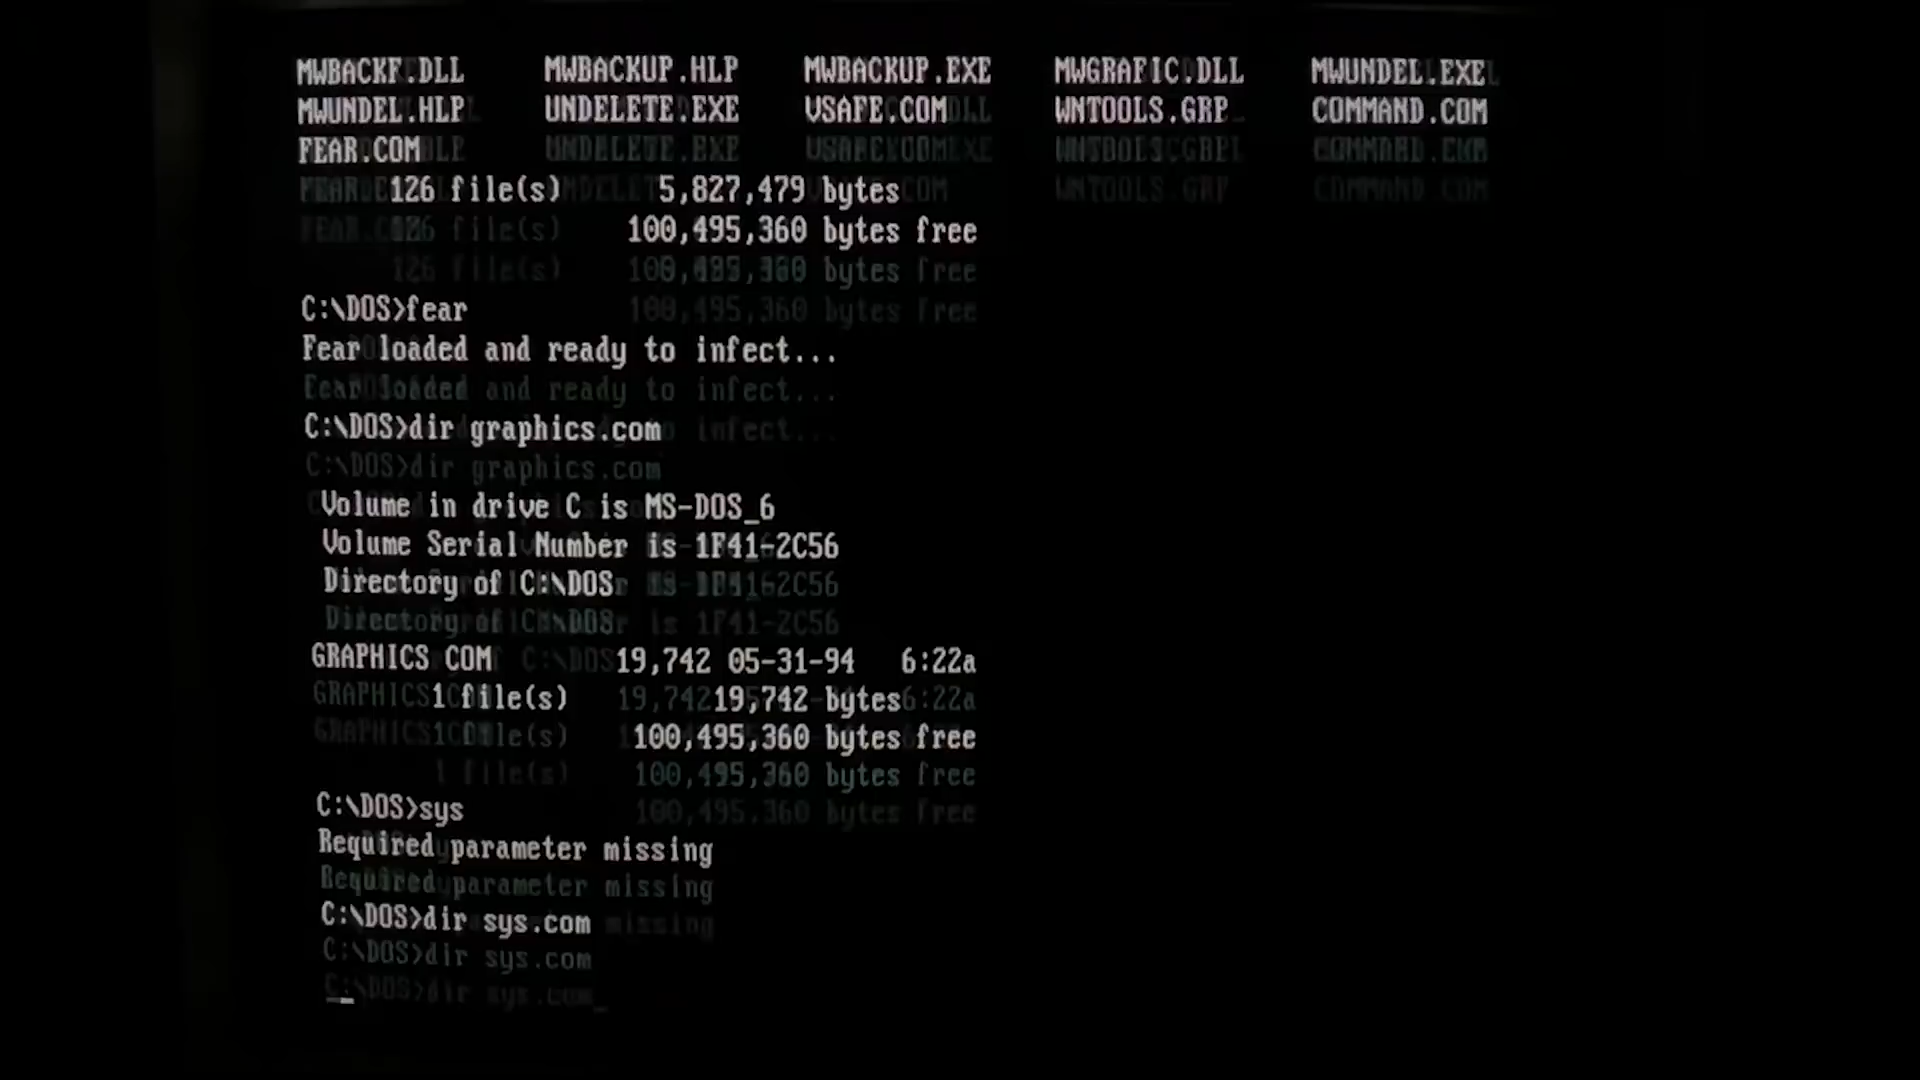 MWBACKF.DLL MWBACKUP.HLP MWBACKUP.EXE MWGRAFIC.DLL MWUNDEL.EXE
MWUNDEL.HLP UNDELETE.EXE VSAFE.COM WNTOOLS.GRP COMMAND.COM
FEAR.COM
126 file(s) 5,827,479 bytes
100,495,360 bytes free
C:\DOS>fear
Fear loaded and ready to infect...
C:\DOS>dir graphics.com
Volume in drive C is MS-DOS_6
Volume Serial Number is 1F41-2C56
Directory of C:\DOS
GRAPHICS COM 19,742 05-31-94 6:22a
1 file(s) 19,742 bytes
100,495,360 bytes free
C:\DOS>sys
Required parameter missing
C:\DOS>dir sys.com